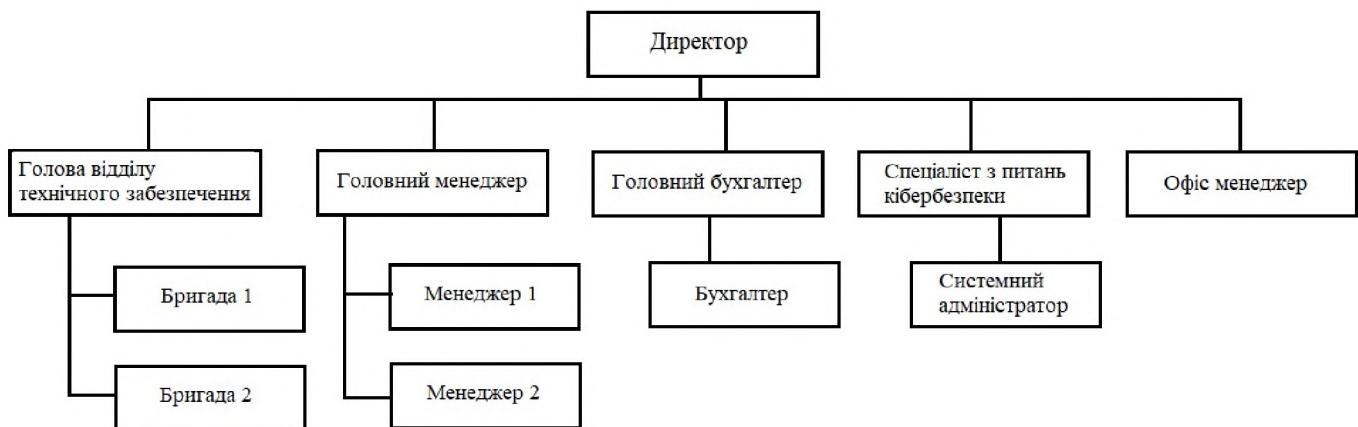 Директор
Голова відділу
технічного забезпечення
Головний менеджер
Головний бухгалтер
Спеціаліст з питань
кібербезпеки
Офіс менеджер
Бригада 1
Менеджер 1
Бухгалтер
Системний
адміністратор
Бригада 2
Менеджер 2